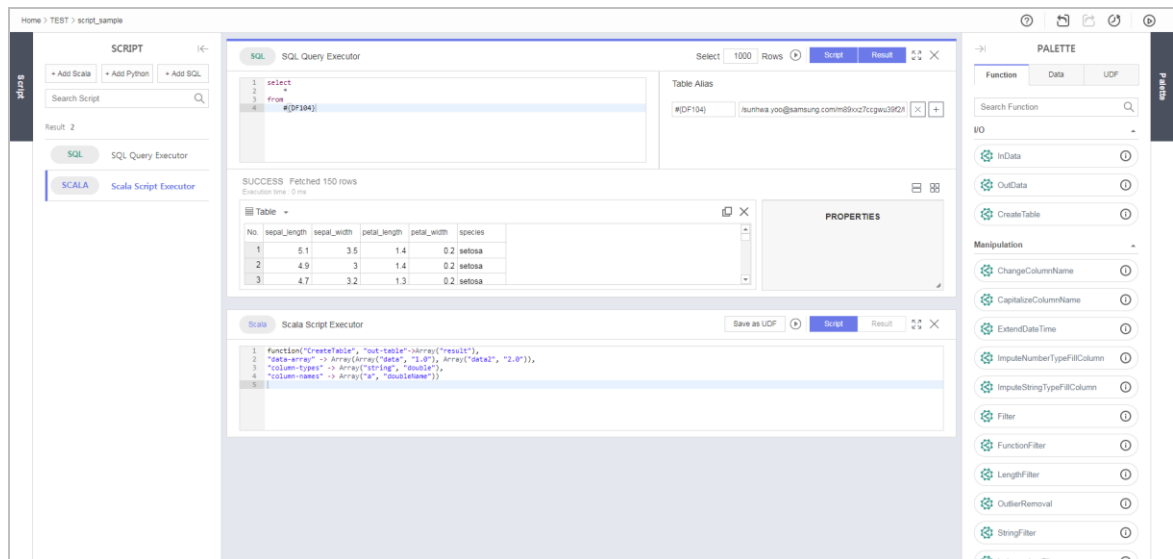 Home > TEST > script_sample
Script
SCRIPT
+ Add Scala
+ Add Python
+ Add SQL
Search Script
Result 2
SQL
SQL Query Executor
SCALA
Scala Script Executor
SQL
SQL Query Executor
Select 1000 Rows
Script
Result
1 select
2 *
3 from
4 #{DF104}
Table Alias
#{DF104}
/sunhwa.yoo@samsung.com/m89xxz7ccgwu39f2/t
SUCCESS Fetched 150 rows
Execution time : 0 ms
Table
No. sepal_length sepal_width petal_length petal_width species
1 5.1 3.5 1.4 0.2 setosa
2 4.9 3 1.4 0.2 setosa
3 4.7 3.2 1.3 0.2 setosa
PROPERTIES
Scala
Scala Script Executor
Save as UDF
Script
Result
1 function("CreateTable", "out-table"->Array("result"),
2 "data-array" -> Array(Array("data", "1.0"), Array("data2", "2.0")),
3 "column-types" -> Array("string", "double"),
4 "column-names" -> Array("a", "doubleName"))
5
PALETTE
Palette
Function
Data
UDF
Search Function
I/O
InData
OutData
CreateTable
Manipulation
ChangeColumnName
CapitalizeColumnName
ExtendDateTime
ImputeNumberTypeFillColumn
ImputeStringTypeFillColumn
Filter
FunctionFilter
LengthFilter
OutlierRemoval
StringFilter